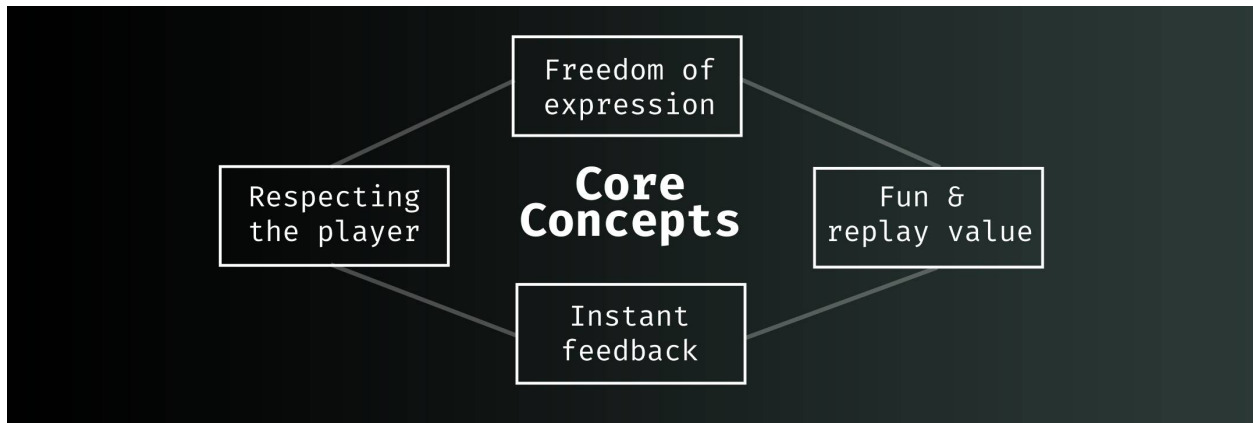 Freedom of
expression
Respecting
the player
Core
Concepts
Fun &
replay value
Instant
feedback